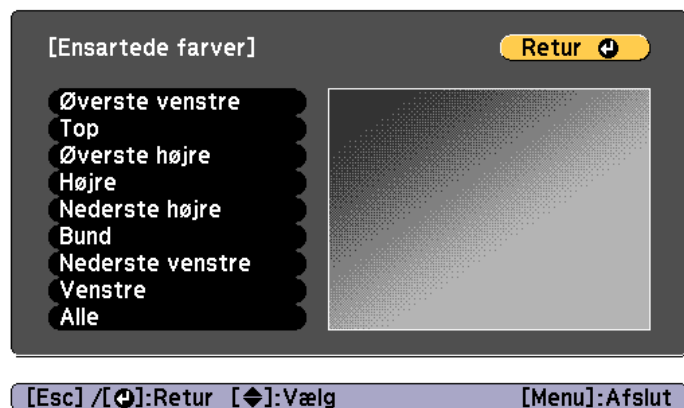 [Ensartede farver]
Retur
Øverste venstre
Top
Øverste højre
Højre
Nederste højre
Bund
Nederste venstre
Venstre
Alle
[Esc] /[⏎]:Retur [◆]:Vælg
[Menu]:Afslut